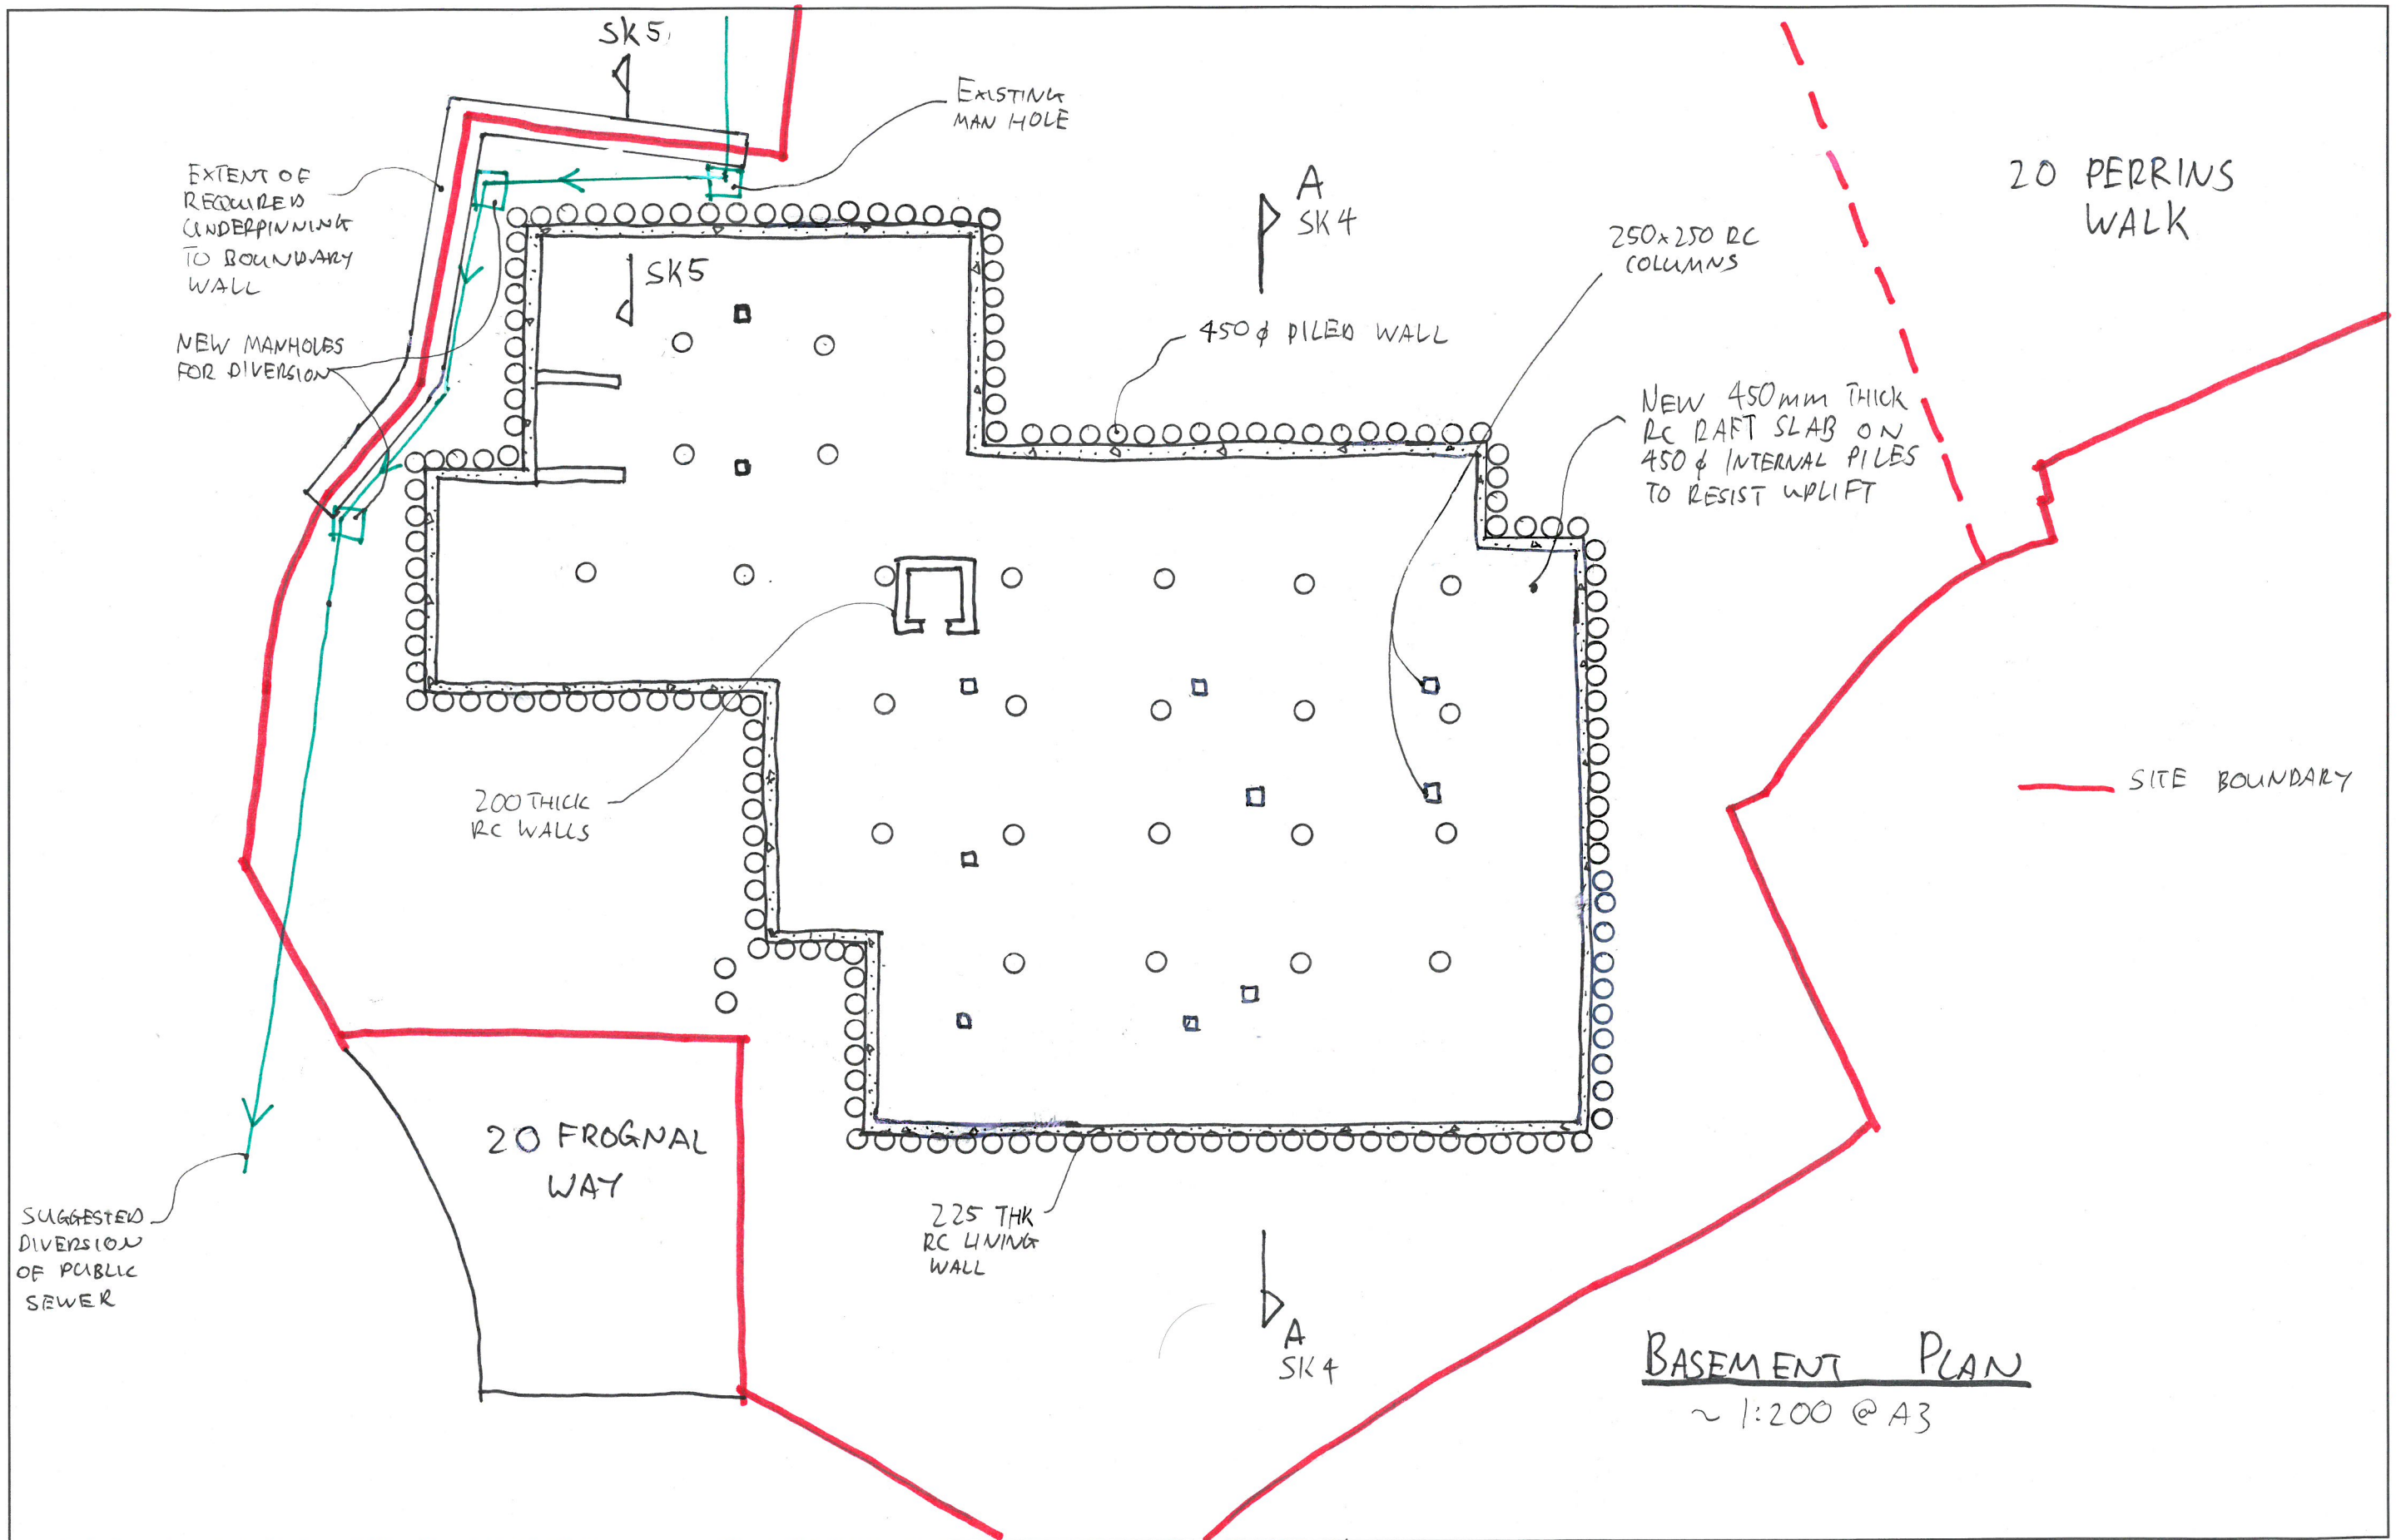 SK5
EXISTING
MAN HOLE
EXTENT OF
REQUIRED
UNDERPINNING
TO BOUNDARY
WALL
A
SK4
20 PERRINS
WALK
250x250 RC
COLUMNS
SK5
450 φ PILED WALL
NEW MANHOLES
FOR DIVERSION
NEW 450mm THICK
RC RAFT SLAB ON
450 φ INTERNAL PILES
TO RESIST UPLIFT
200 THICK
RC WALLS
SITE BOUNDARY
20 FROGNAL
WAY
SUGGESTED
DIVERSION
OF PUBLIC
SEWER
225 THK
RC LINING
WALL
A
SK4
BASEMENT PLAN
~ 1:200 @ A3